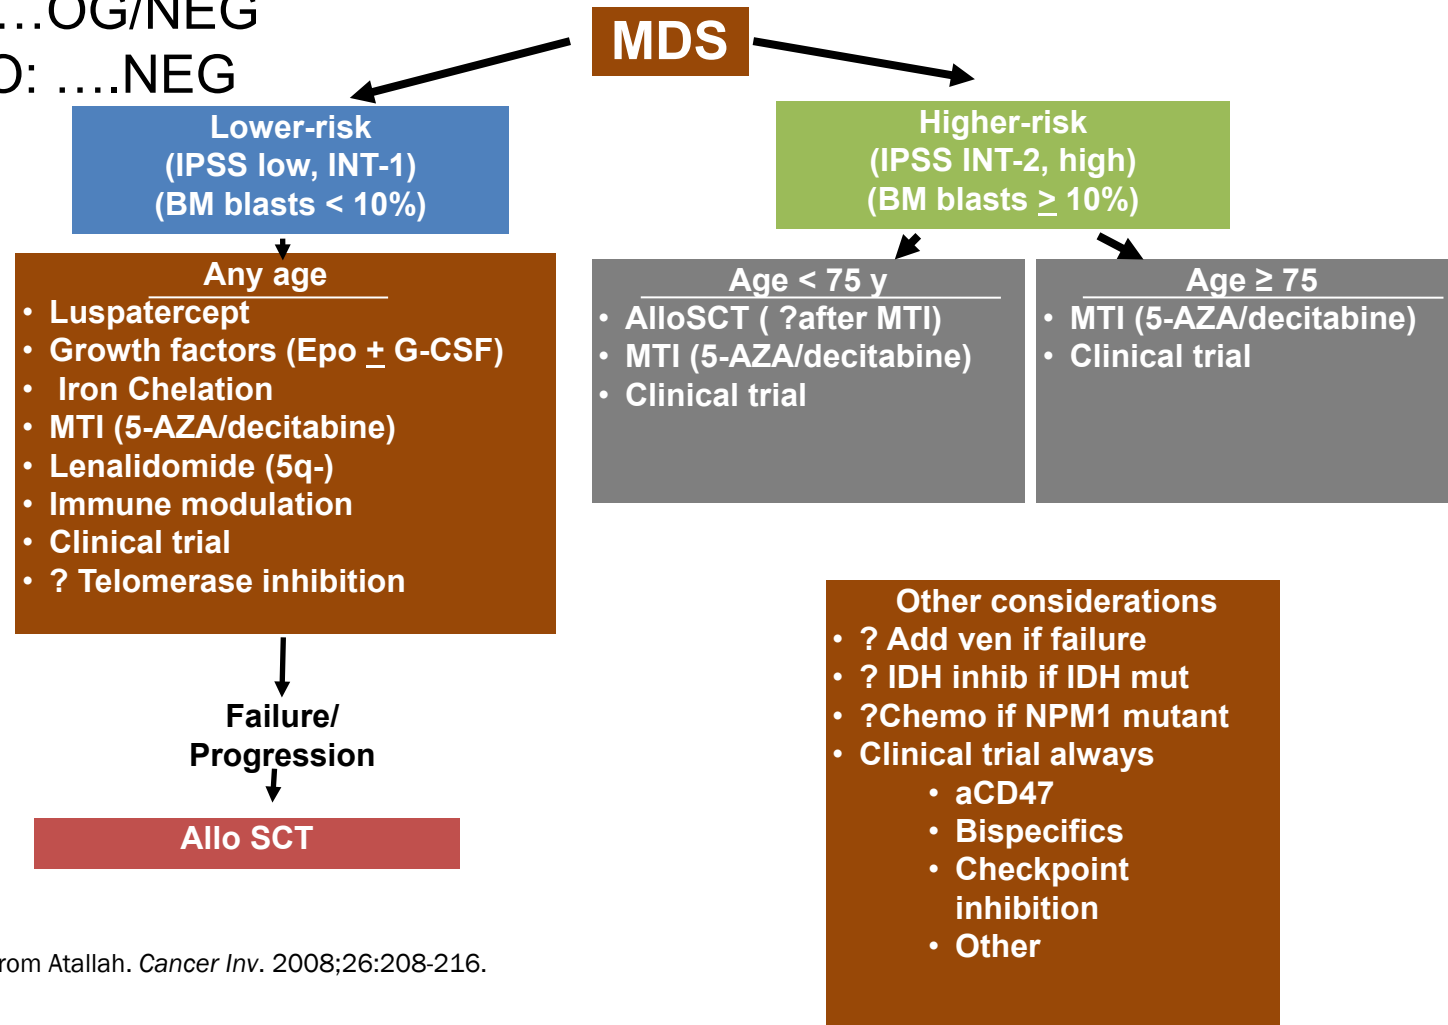 …OG/NEG
O: ….NEG
MDS
Lower-risk
(IPSS low, INT-1)
(BM blasts < 10%)
Higher-risk
(IPSS INT-2, high)
(BM blasts ≥ 10%)
Any age
• Luspatercept
• Growth factors (Epo ± G-CSF)
• Iron Chelation
• MTI (5-AZA/decitabine)
• Lenalidomide (5q-)
• Immune modulation
• Clinical trial
• ? Telomerase inhibition
Age < 75 y
• AlloSCT ( ?after MTI)
• MTI (5-AZA/decitabine)
• Clinical trial
Age ≥ 75
• MTI (5-AZA/decitabine)
• Clinical trial
Failure/
Progression
Allo SCT
Other considerations
• ? Add ven if failure
• ? IDH inhib if IDH mut
• ?Chemo if NPM1 mutant
• Clinical trial always
• aCD47
• Bispecifics
• Checkpoint
inhibition
• Other
rom Atallah. Cancer Inv. 2008;26:208-216.